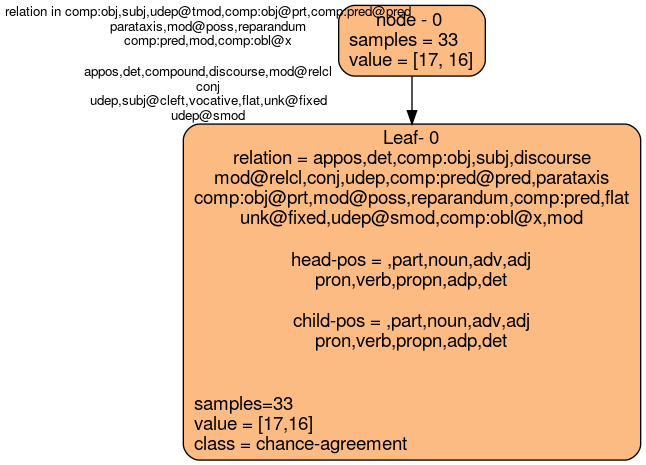 relation in comp:obj,subj,udep@tmod,comp:obj@prt,comp:pred@pred
parataxis,mod@poss,reparandum
comp:pred,mod,comp:obl@x
appos,det,compound,discourse,mod@relcl
conj
udep,subj@cleft,vocative,flat,unk@fixed
udep@smod
node - 0
samples = 33
value = [17, 16]
Leaf- 0
relation = appos,det,comp:obj,subj,discourse
mod@relcl,conj,udep,comp:pred@pred,parataxis
comp:obj@prt,mod@poss,reparandum,comp:pred,flat
unk@fixed,udep@smod,comp:obl@x,mod
head-pos = ,part,noun,adv,adj
pron,verb,propn,adp,det
child-pos = ,part,noun,adv,adj
pron,verb,propn,adp,det
samples=33
value = [17,16]
class = chance-agreement